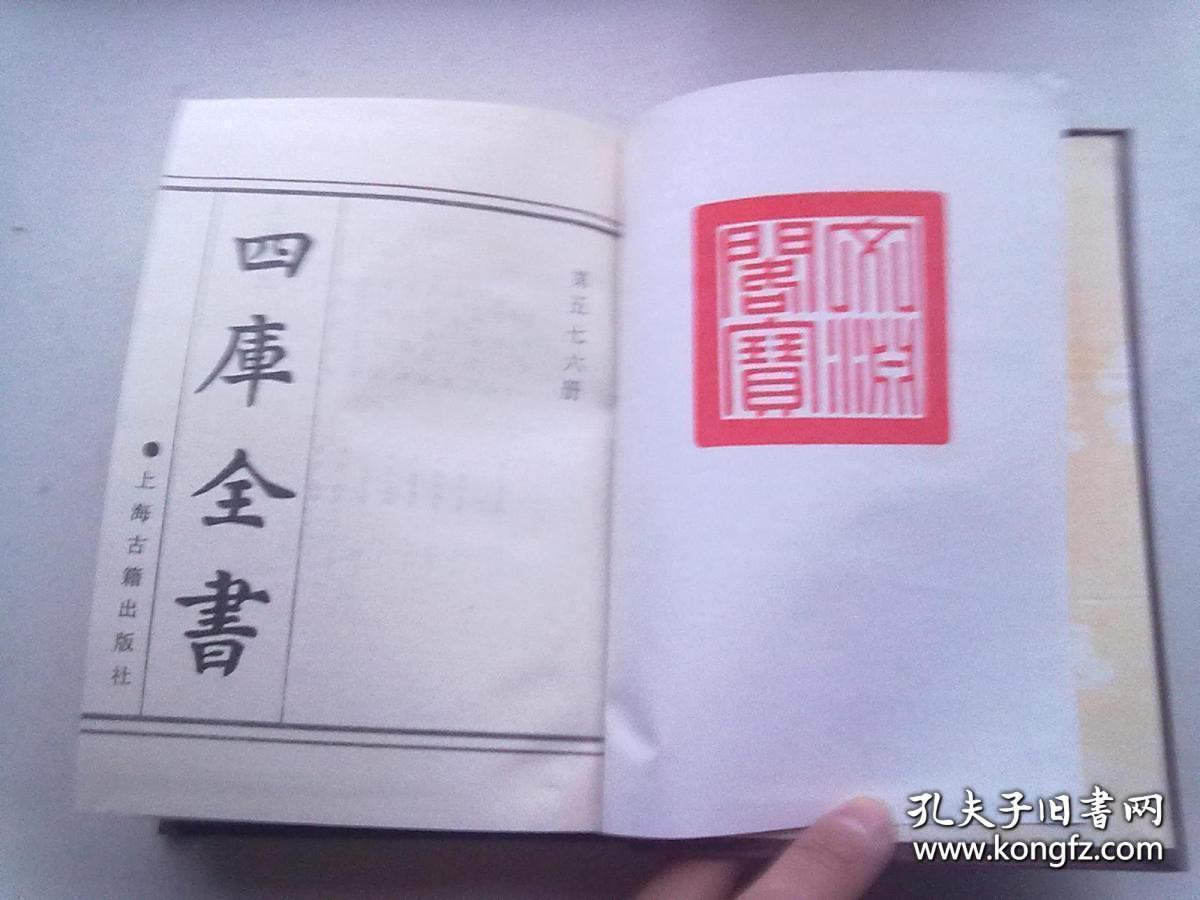 文淵
閣寶
第五七六册
四庫全書
●上海古籍出版社
孔夫子旧书网
www.kongfz.com